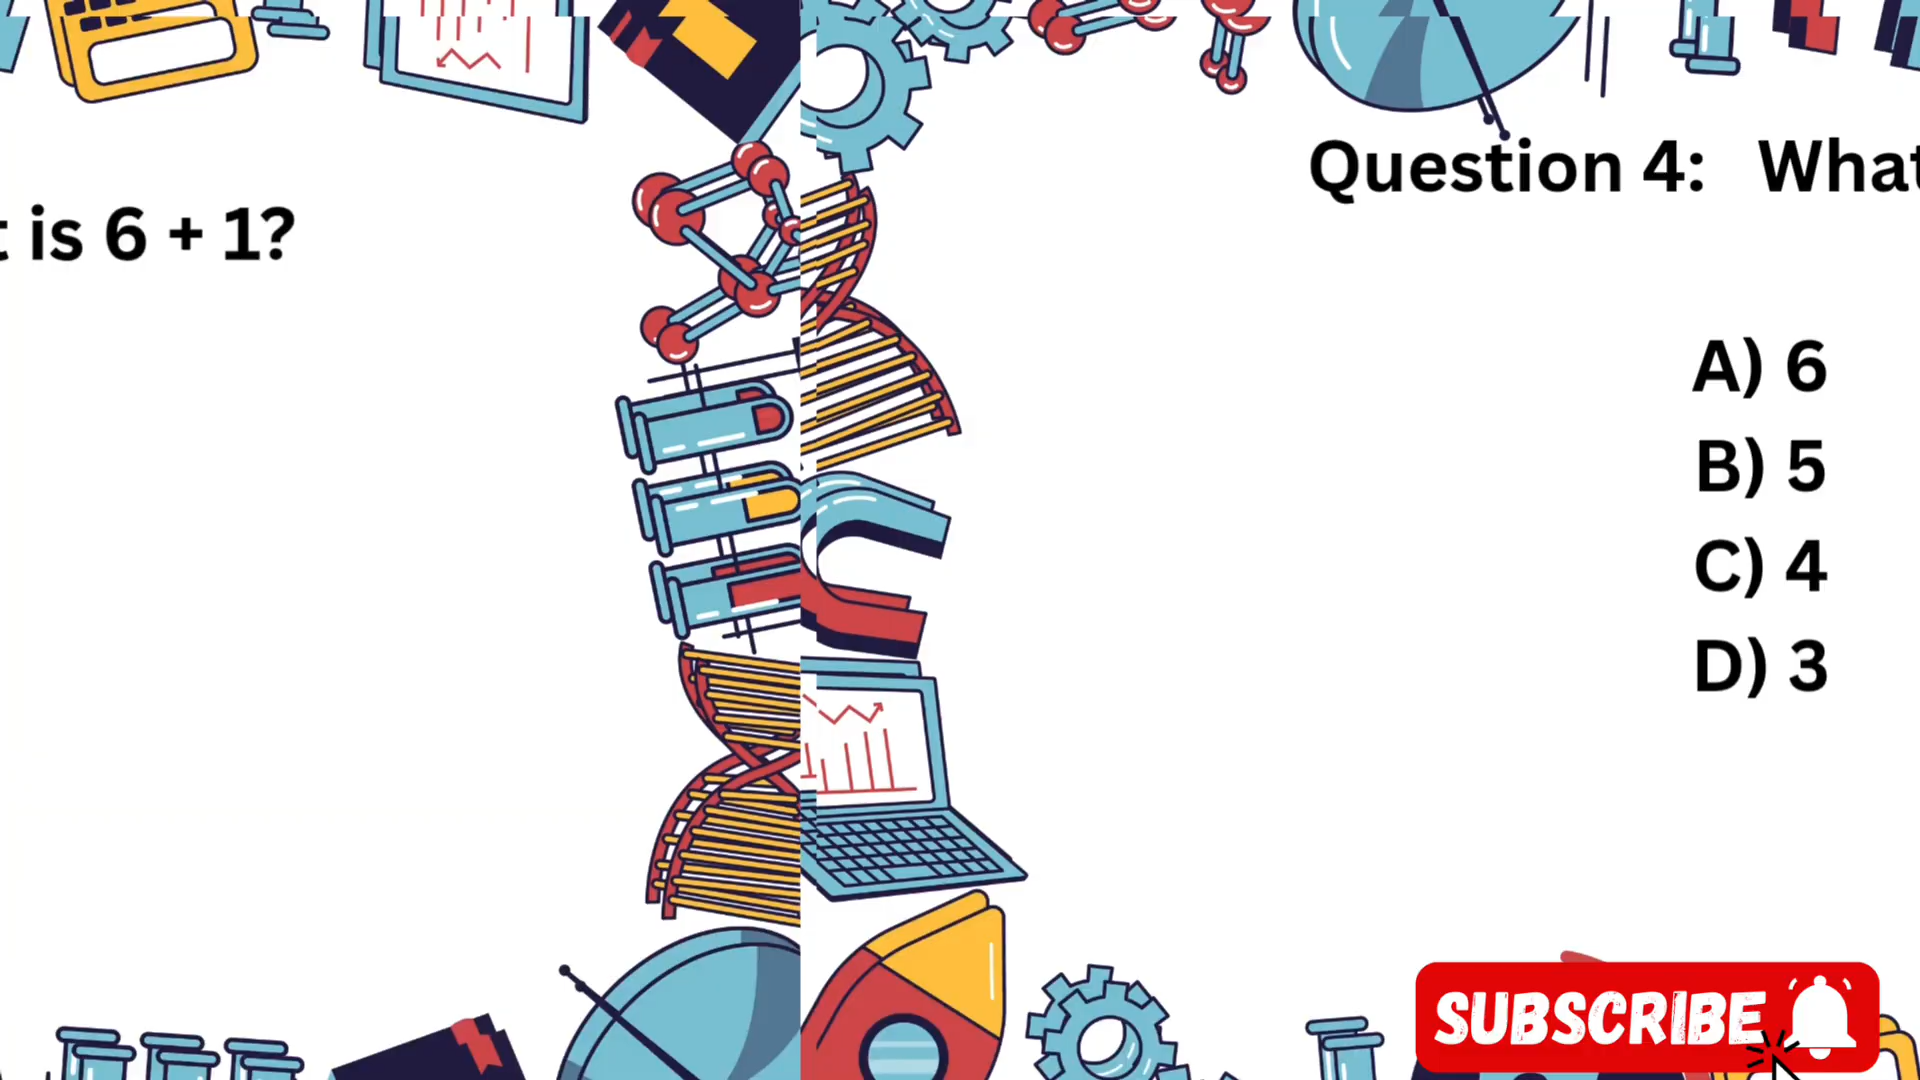 t is 6 + 1?
Question 4: What
A) 6
B) 5
C) 4
D) 3
SUBSCRIBE